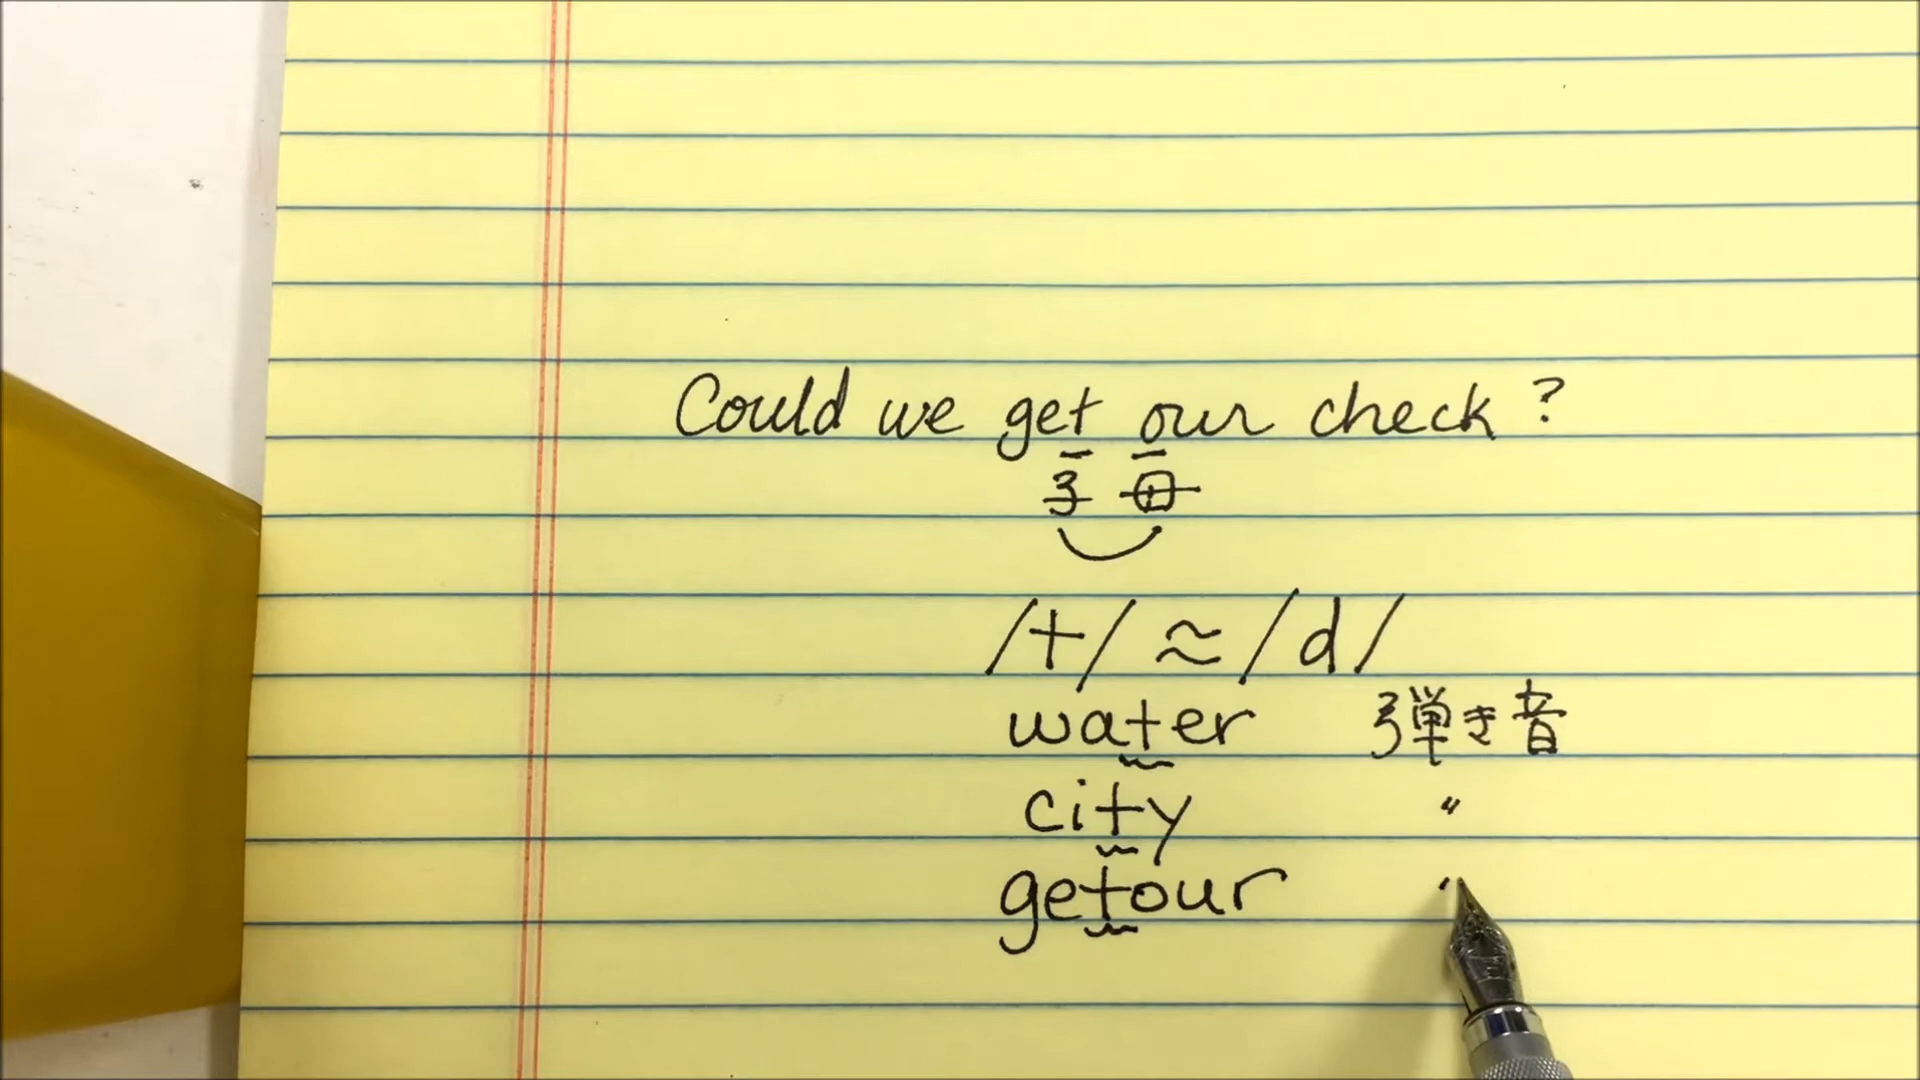 Could we get our check?
子 母
/t/ ≈ /d/
water 弾き音
city 〃
getour 〃